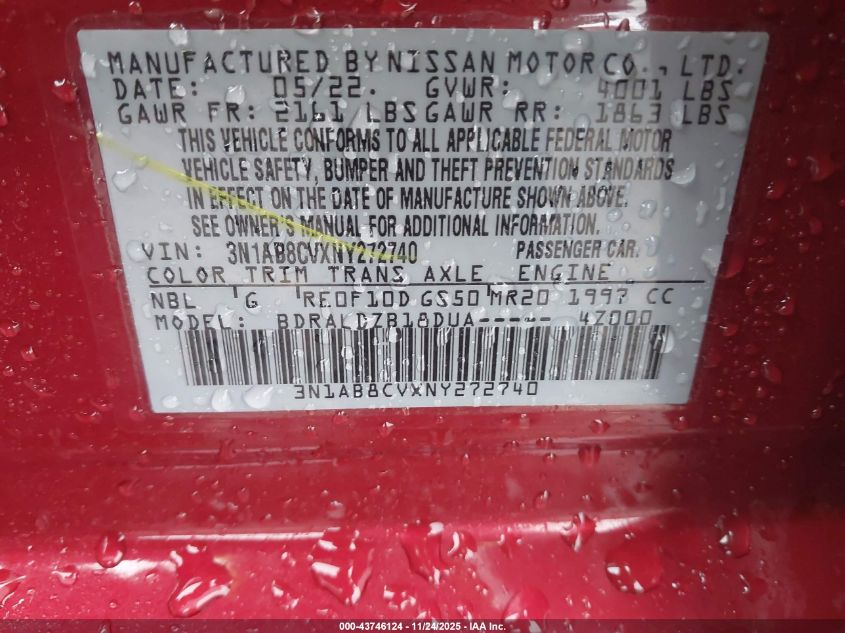 MANUFACTURED BY NISSAN MOTOR CO., LTD.
DATE: 05/22. GVWR: 4001 LBS
GAWR FR: 2161 LBS GAWR RR: 1863 LBS
THIS VEHICLE CONFORMS TO ALL APPLICABLE FEDERAL MOTOR
VEHICLE SAFETY, BUMPER AND THEFT PREVENTION STANDARDS
IN EFFECT ON THE DATE OF MANUFACTURE SHOWN ABOVE.
SEE OWNER'S MANUAL FOR ADDITIONAL INFORMATION.
VIN: 3N1AB8CVXNY272740 PASSENGER CAR.
COLOR TRIM TRANS AXLE ENGINE
NBL G RE0F10D GS50 MR20 1997 CC
MODEL: BDRALDZB18DUA----- 4Z000
3N1AB8CVXNY272740
000-43746124 - 11/24/2025 - IAA Inc.